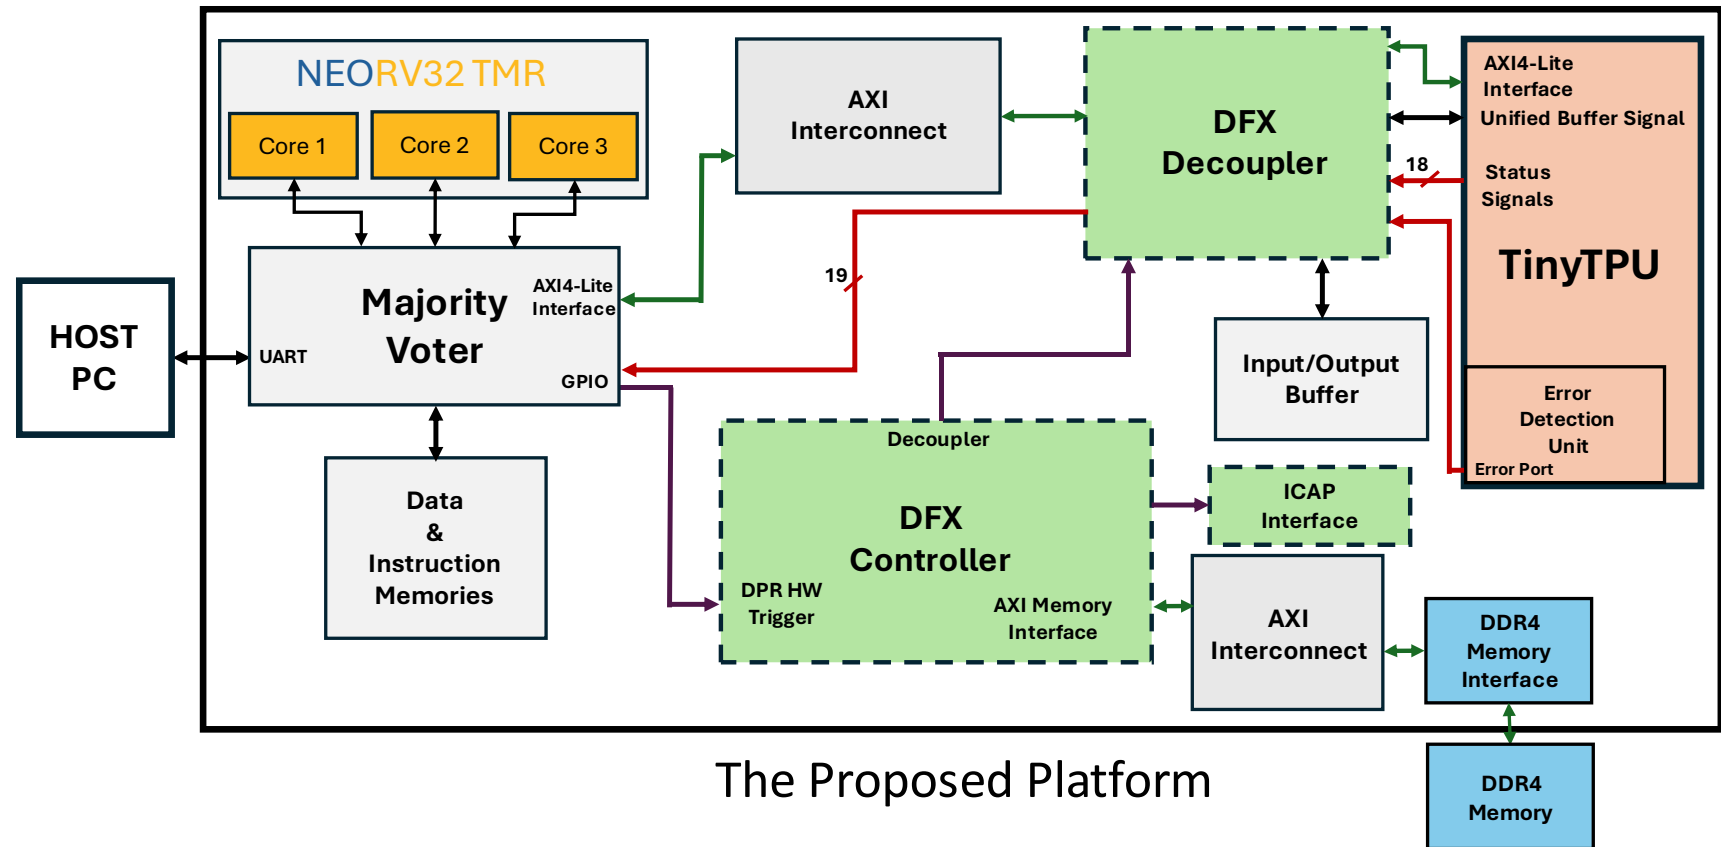 NEORV32 TMR
Core 1
Core 2
Core 3
AXI
Interconnect
DFX
Decoupler
AXI4-Lite
Interface
Unified Buffer Signal
18
Status
Signals
TinyTPU
Error
Detection
Unit
Error Port
HOST
PC
UART
Majority
Voter
AXI4-Lite
Interface
GPIO
19
Input/Output
Buffer
Data
&
Instruction
Memories
Decoupler
DFX
Controller
DPR HW
Trigger
AXI Memory
Interface
ICAP
Interface
AXI
Interconnect
DDR4
Memory
Interface
DDR4
Memory
The Proposed Platform